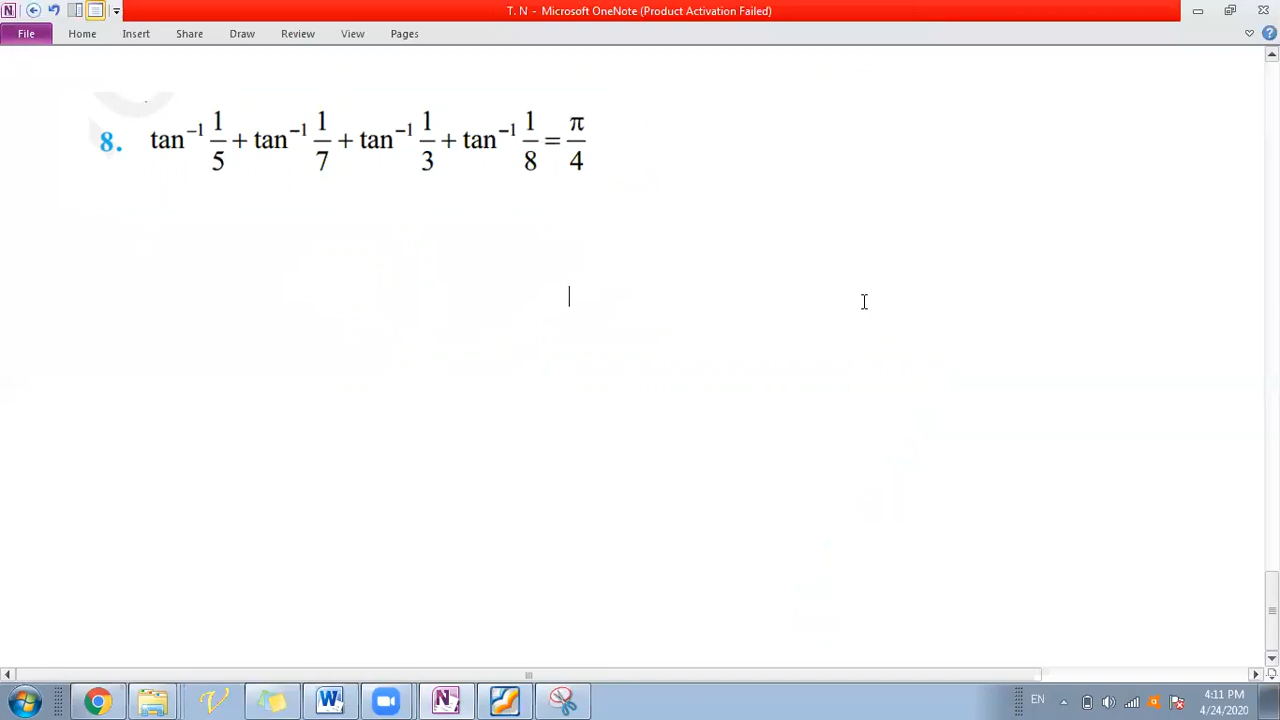 T. N - Microsoft OneNote (Product Activation Failed)
File Home Insert Share Draw Review View Pages
8. tan⁻¹ 1/5 + tan⁻¹ 1/7 + tan⁻¹ 1/3 + tan⁻¹ 1/8 = π/4
EN
4:11 PM
4/24/2020